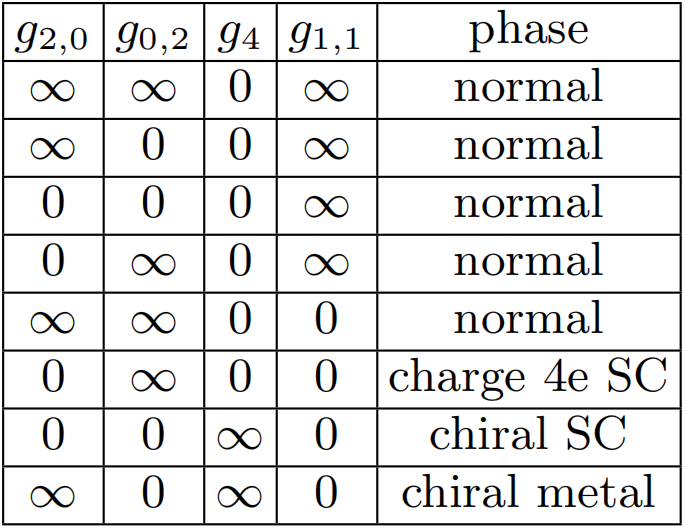 g2,0 g0,2 g4 g1,1 phase
∞ ∞ 0 ∞ normal
∞ 0 0 ∞ normal
0 0 0 ∞ normal
0 ∞ 0 ∞ normal
∞ ∞ 0 0 normal
0 ∞ 0 0 charge 4e SC
0 0 ∞ 0 chiral SC
∞ 0 ∞ 0 chiral metal